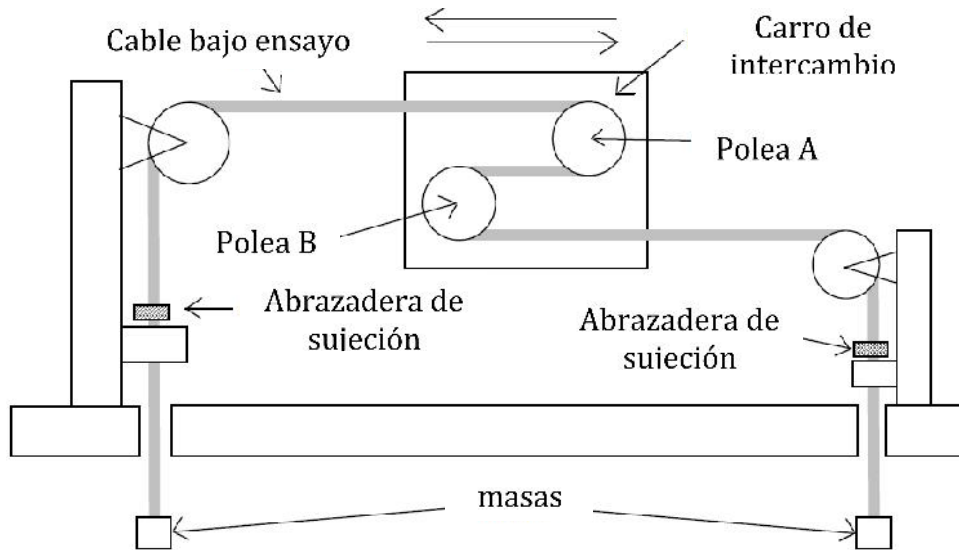 Cable bajo ensayo
Carro de
intercambio
Polea A
Polea B
Abrazadera de
sujeción
Abrazadera de
sujeción
masas